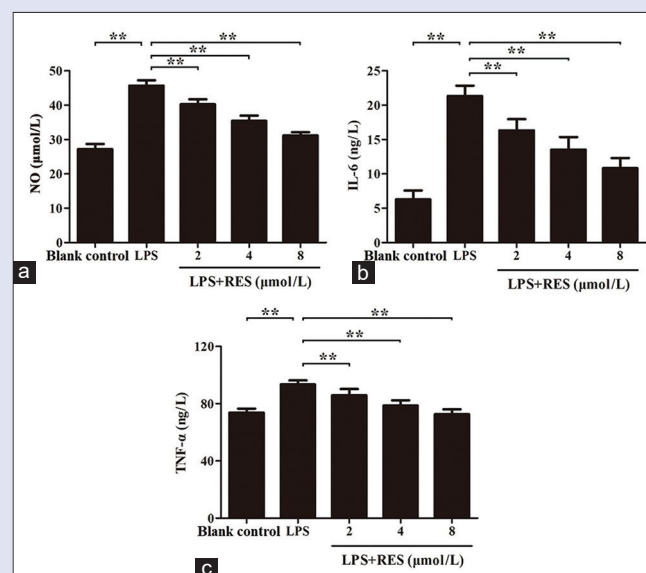 ** **
**
**
50
40
30
20
10
0
NO (μmol/L)
Blank control LPS 2 4 8
LPS+RES (μmol/L)
a
** **
**
**
25
20
15
10
5
0
IL-6 (ng/L)
Blank control LPS 2 4 8
LPS+RES (μmol/L)
b
** **
**
**
120
80
40
0
TNF-α (ng/L)
Blank control LPS 2 4 8
LPS+RES (μmol/L)
c